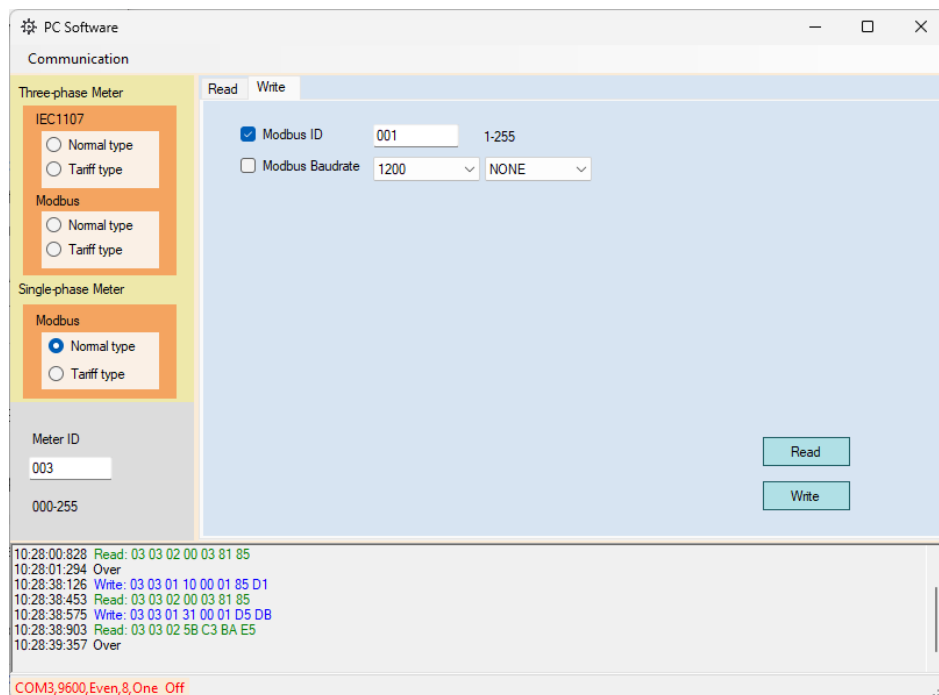 PC Software
Communication
Three-phase Meter
IEC1107
Normal type
Tariff type
Modbus
Normal type
Tariff type
Single-phase Meter
Modbus
Normal type
Tariff type
Meter ID
003
000-255
Read Write
Modbus ID 001 1-255
Modbus Baudrate 1200 NONE
Read
Write
10:28:00:828 Read: 03 03 02 00 03 81 85
10:28:01:294 Over
10:28:38:126 Write: 03 03 01 10 00 01 85 D1
10:28:38:453 Read: 03 03 02 00 03 81 85
10:28:38:575 Write: 03 03 01 31 00 01 D5 DB
10:28:38:903 Read: 03 03 02 5B C3 BA E5
10:28:39:357 Over
COM3,9600,Even,8,One Off